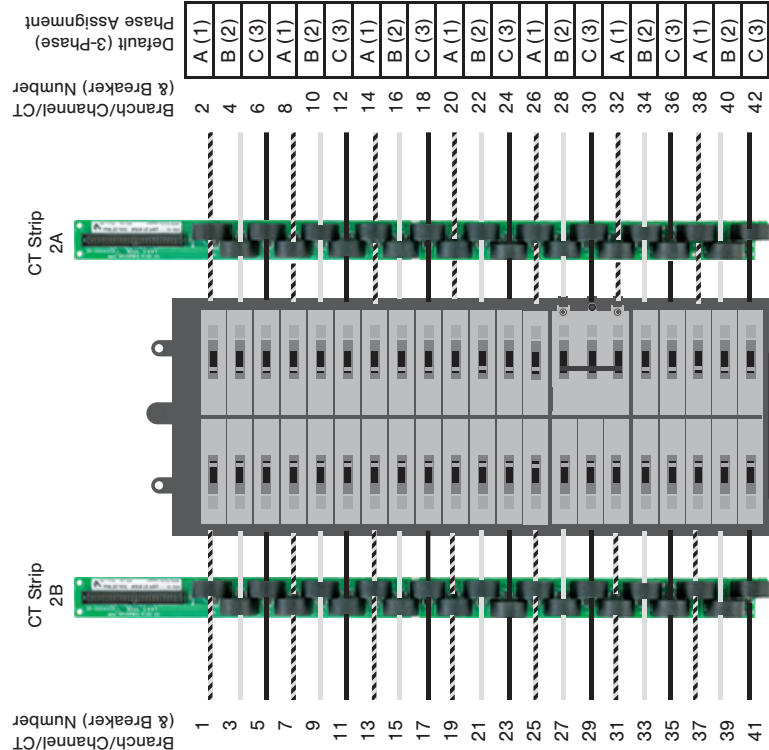 Default (3-Phase)
Phase Assignment
A (1)
B (2)
C (3)
A (1)
B (2)
C (3)
A (1)
B (2)
C (3)
A (1)
B (2)
C (3)
A (1)
B (2)
C (3)
A (1)
B (2)
C (3)
A (1)
B (2)
C (3)
Branch/Channel/CT
(& Breaker) Number
2
4
6
8
10
12
14
16
18
20
22
24
26
28
30
32
34
36
38
40
42
CT Strip
2A
CT Strip
2B
Branch/Channel/CT
(& Breaker) Number
1
3
5
7
9
11
13
15
17
19
21
23
25
27
29
31
33
35
37
39
41